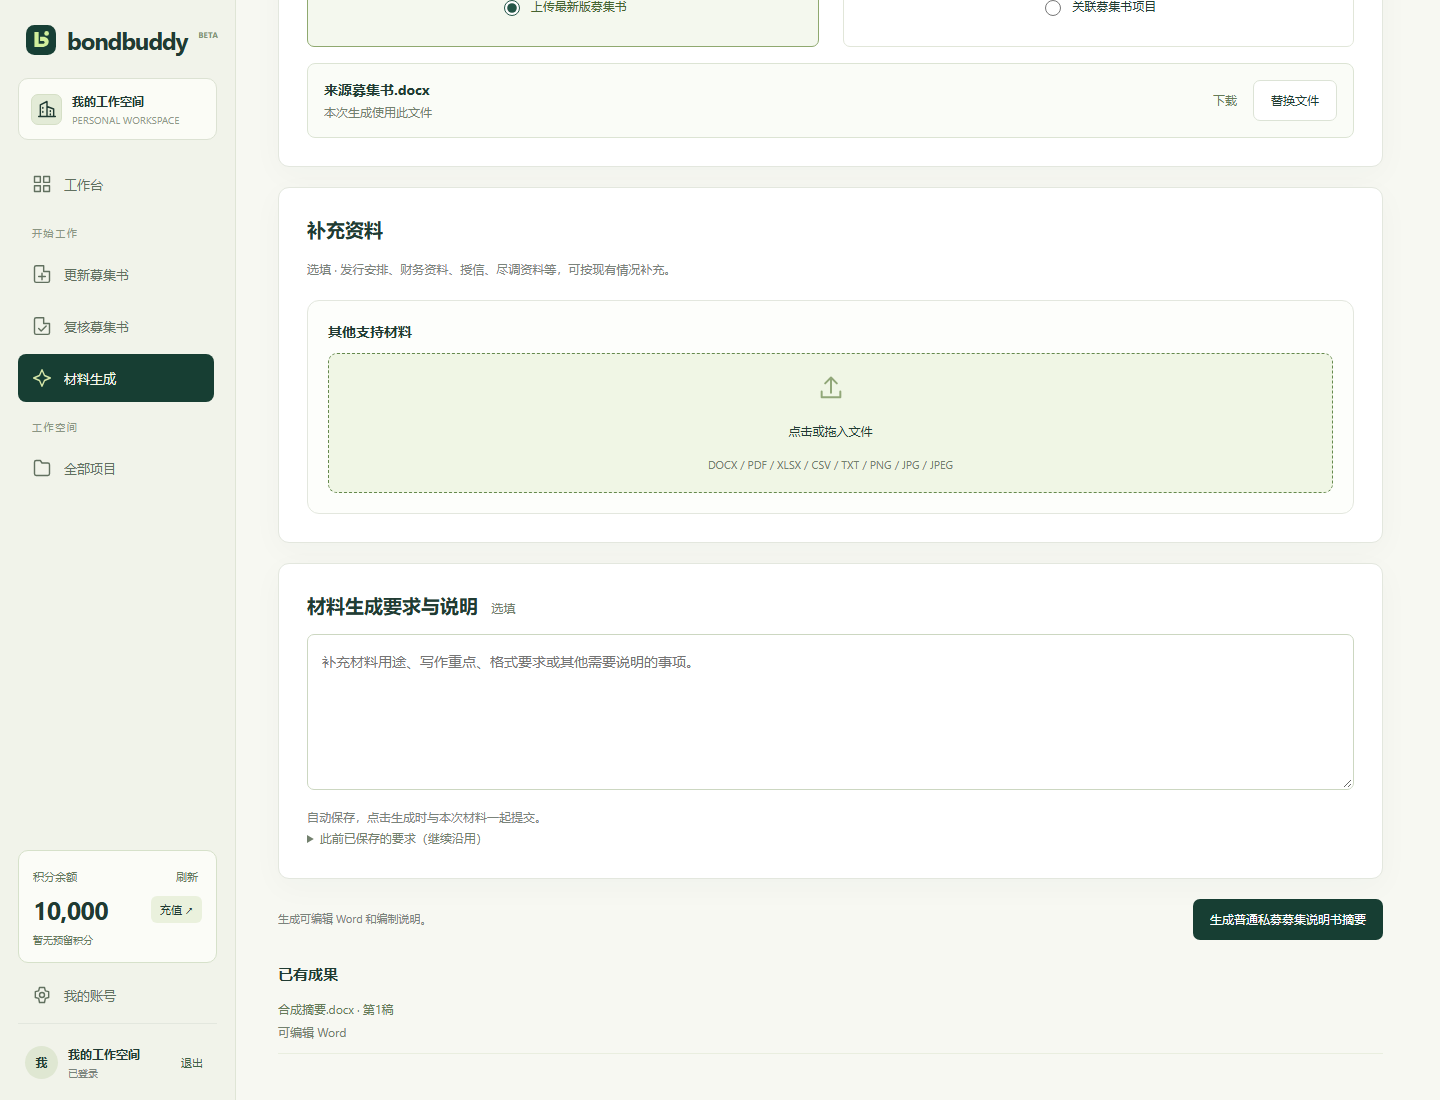 bondbuddy BETA
我的工作空间
PERSONAL WORKSPACE
工作台
开始工作
更新募集书
复核募集书
材料生成
工作空间
全部项目
积分余额 刷新
10,000 充值 ↗
暂无预留积分
我的账号
我 我的工作空间
已登录
退出
上传最新版募集书 关联募集书项目
来源募集书.docx
本次生成使用此文件
下载 替换文件
补充资料
选填 · 发行安排、财务资料、授信、尽调资料等，可按现有情况补充。
其他支持材料
点击或拖入文件
DOCX / PDF / XLSX / CSV / TXT / PNG / JPG / JPEG
材料生成要求与说明 选填
补充材料用途、写作重点、格式要求或其他需要说明的事项。
自动保存，点击生成时与本次材料一起提交。
▶ 此前已保存的要求（继续沿用）
生成可编辑 Word 和编制说明。 生成普通私募募集说明书摘要
已有成果
合成摘要.docx · 第1稿
可编辑 Word